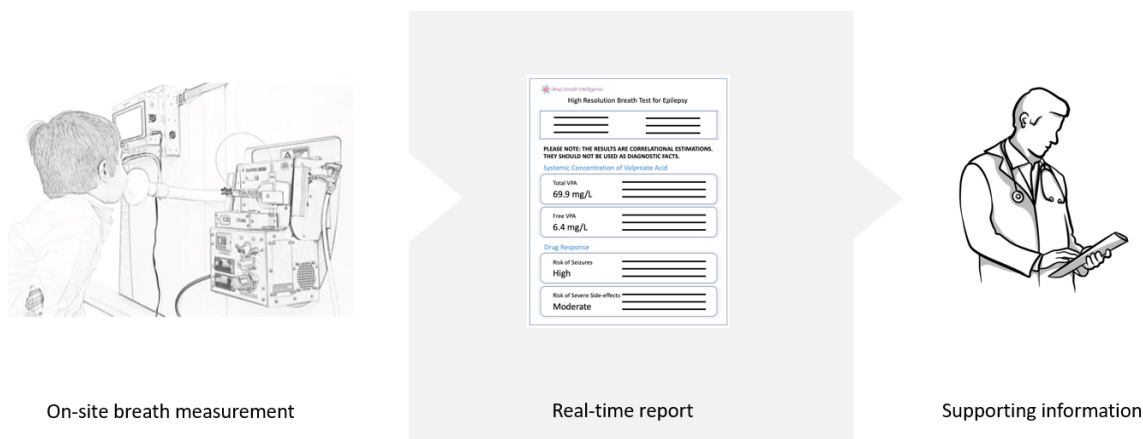 Deep Breath Intelligence
High Resolution Breath Test for Epilepsy
PLEASE NOTE: THE RESULTS ARE CORRELATIONAL ESTIMATIONS.
THEY SHOULD NOT BE USED AS DIAGNOSTIC FACTS.
Systemic Concentration of Valproate Acid
Total VPA
69.9 mg/L
Free VPA
6.4 mg/L
Drug Response
Risk of Seizures
High
Risk of Severe Side-effects
Moderate
On-site breath measurement
Real-time report
Supporting information